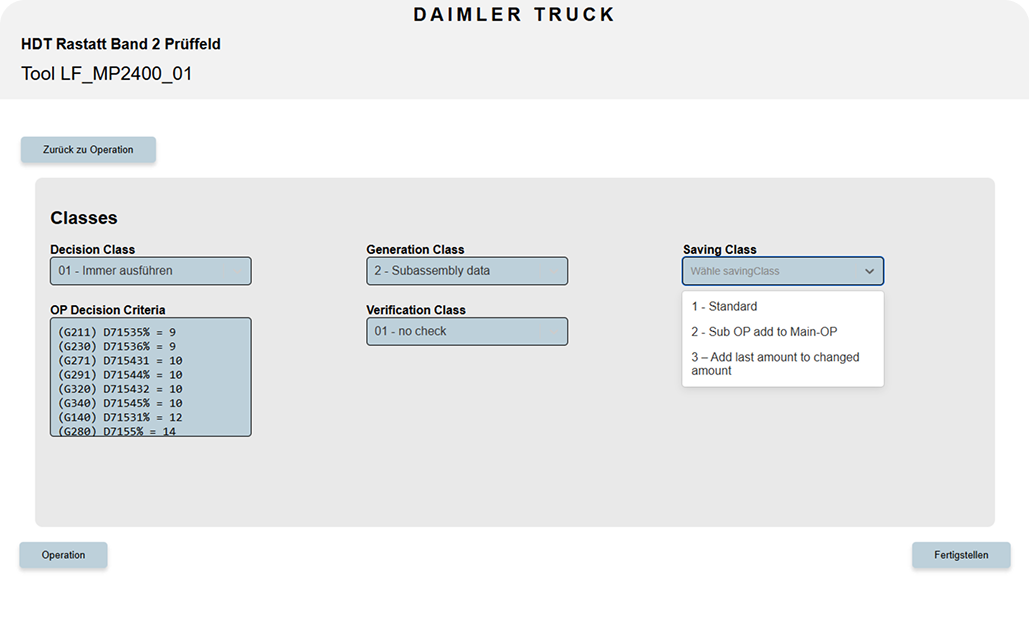 DAIMLER TRUCK
HDT Rastatt Band 2 Prüffeld
Tool LF_MP2400_01
Zurück zu Operation
Classes
Decision Class
01 - Immer ausführen
OP Decision Criteria
(G211) D71535% = 9
(G230) D71536% = 9
(G271) D715431 = 10
(G291) D71544% = 10
(G320) D715432 = 10
(G340) D71545% = 10
(G140) D71531% = 12
(G280) D7155% = 14
Generation Class
2 - Subassembly data
Verification Class
01 - no check
Saving Class
Wähle savingClass
1 - Standard
2 - Sub OP add to Main-OP
3 – Add last amount to changed
amount
Operation
Fertigstellen